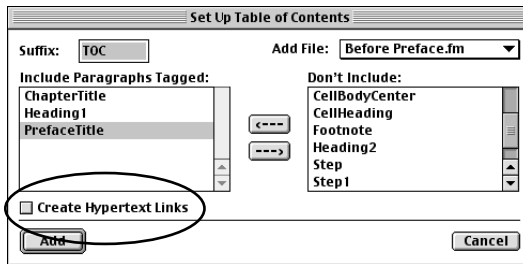 Set Up Table of Contents
Suffix: TOC Add File: Before Preface.fm
Include Paragraphs Tagged: Don't Include:
ChapterTitle CellBodyCenter
Heading1 CellHeading
PrefaceTitle <--- Footnote
---> Heading2
Step
Step1
Create Hypertext Links
Add Cancel